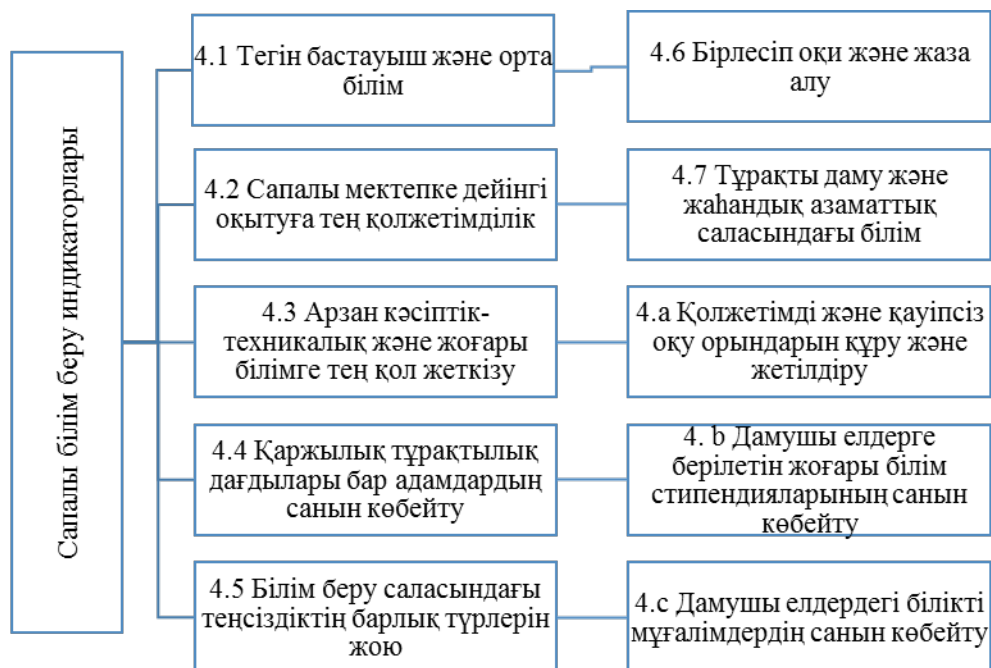 Сапалы білім беру индикаторлары
4.1 Тегін бастауыш және орта
білім
4.6 Бірлесіп оқи және жаза
алу
4.2 Сапалы мектепке дейінгі
оқытуға тең қолжетімділік
4.7 Тұрақты даму және
жаһандық азаматтық
саласындағы білім
4.3 Арзан кәсіптік-
техникалық және жоғары
білімге тең қол жеткізу
4.a Қолжетімді және қауіпсіз
оқу орындарын құру және
жетілдіру
4.4 Қаржылық тұрақтылық
дағдылары бар адамдардың
санын көбейту
4. b Дамушы елдерге
берілетін жоғары білім
стипендияларының санын
көбейту
4.5 Білім беру саласындағы
теңсіздіктің барлық түрлерін
жою
4.c Дамушы елдердегі білікті
мұғалімдердің санын көбейту